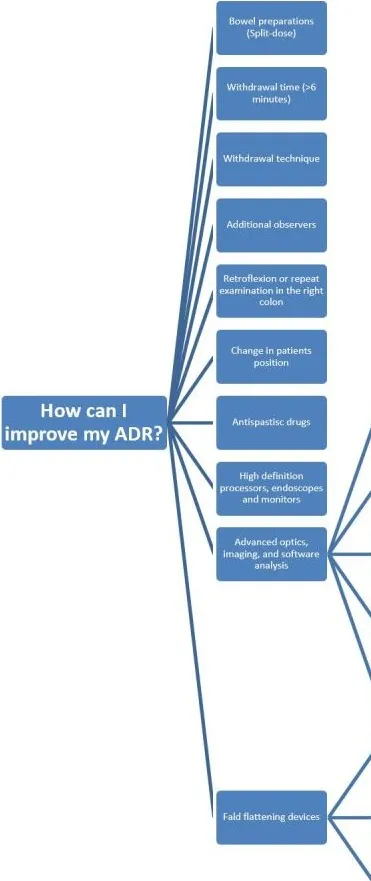 Bowel preparations
(Split-dose)
Withdrawal time (>6
minutes)
Withdrawal technique
Additional observers
Retroflexion or repeat
examination in the right
colon
Change in patients
position
How can I
improve my ADR?
Antispastisc drugs
High definition
processors, endoscopes
and monitors
Advanced optics,
imaging, and software
analysis
Fald flattening devices